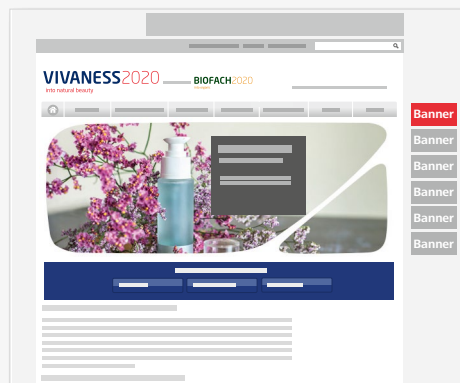 VIVANESS2020
into natural beauty
BIOFACH2020
Banner
Banner
Banner
Banner
Banner
Banner